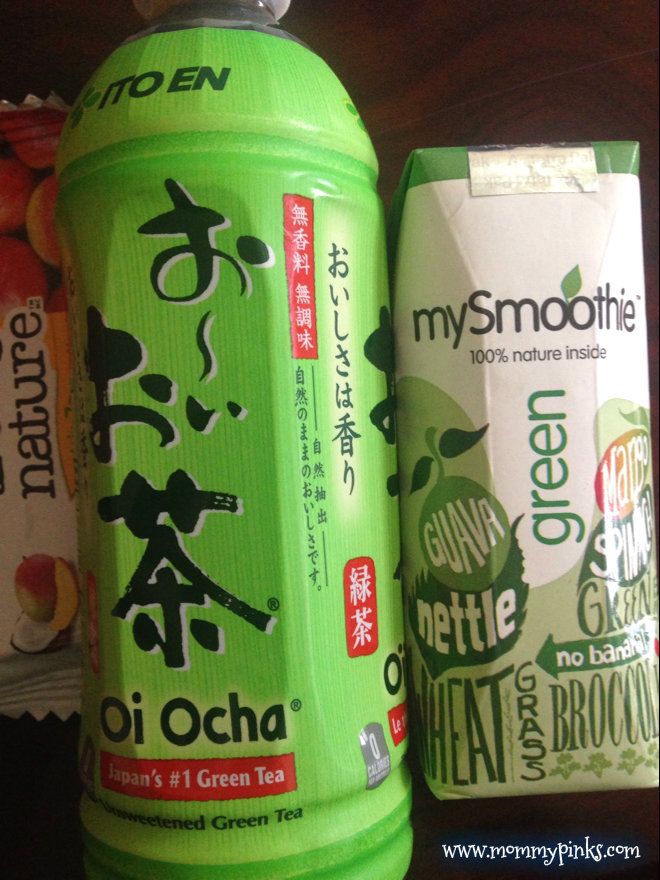 ITO EN
お～い
お茶
無香料 無調味
おいしさは香り
自然抽出
自然のままのおいしさです。
緑茶
Oi Ocha®
Japan's #1 Green Tea
Unsweetened Green Tea
0
CALORIES
nature.
mySmoothie™
100% nature inside
green
GUAVA
nettle
Mango
SPINACH
GREEN
no banana
WHEAT
GRASS
BROCCOL
www.mommypinks.com